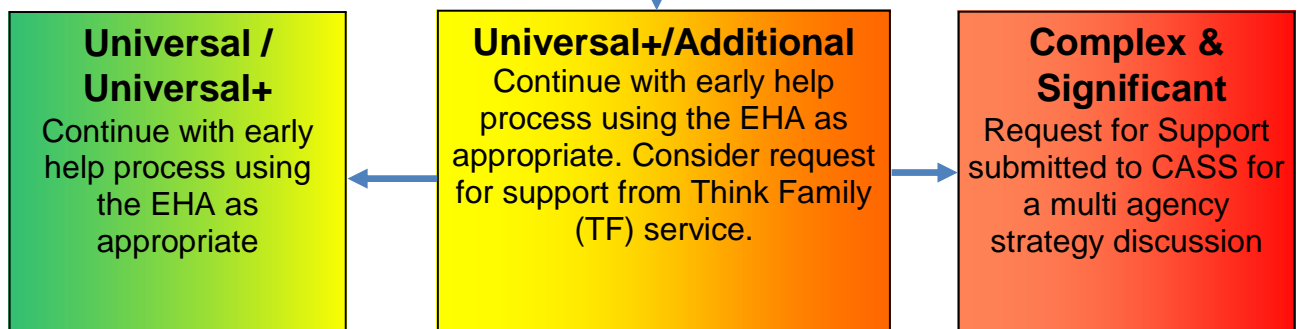 Universal /
Universal+
Continue with early
help process using
the EHA as
appropriate
Universal+/Additional
Continue with early help
process using the EHA as
appropriate. Consider request
for support from Think Family
(TF) service.
Complex &
Significant
Request for Support
submitted to CASS for
a multi agency
strategy discussion